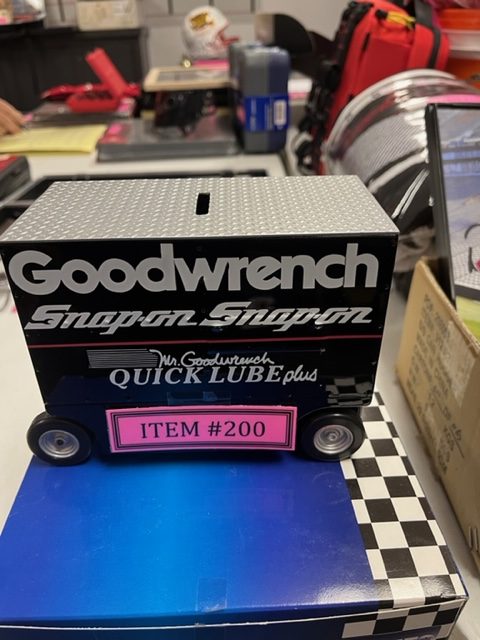 Goodwrench
Snap-on Snap-on
Mr. Goodwrench
QUICK LUBE plus
ITEM #200